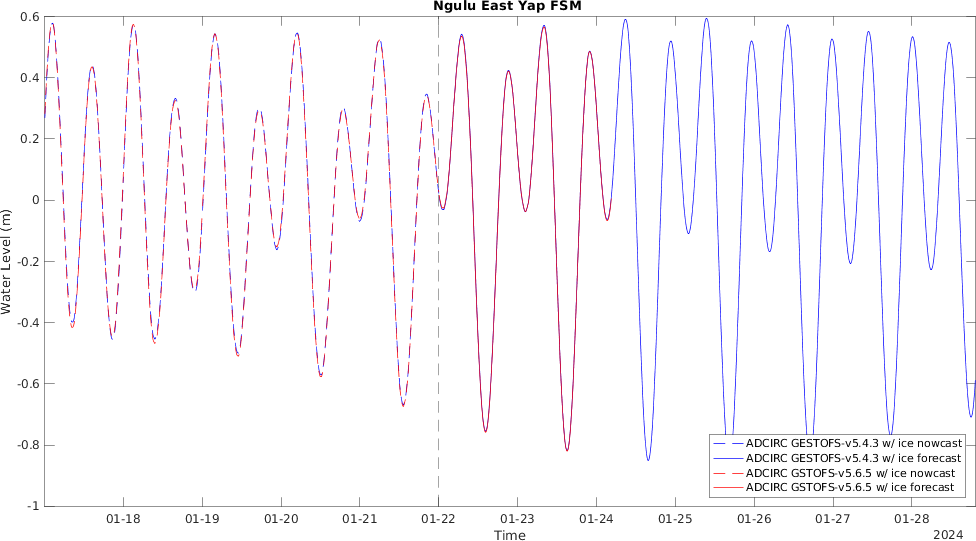 Ngulu East Yap FSM
0.6
0.4
0.2
0
-0.2
-0.4
-0.6
-0.8
-1
Water Level (m)
ADCIRC GESTOFS-v5.4.3 w/ ice nowcast
ADCIRC GESTOFS-v5.4.3 w/ ice forecast
ADCIRC GSTOFS-v5.6.5 w/ ice nowcast
ADCIRC GSTOFS-v5.6.5 w/ ice forecast
01-18 01-19 01-20 01-21 01-22 01-23 01-24 01-25 01-26 01-27 01-28
Time
2024